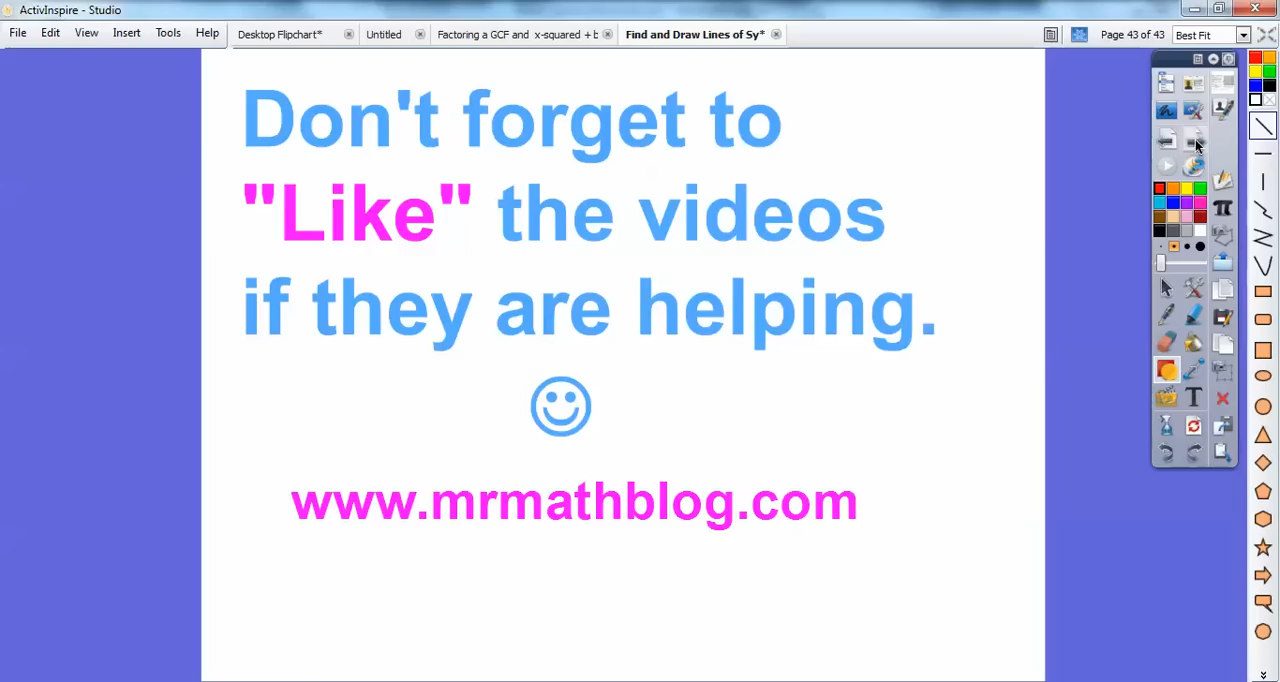 ActivInspire - Studio
File Edit View Insert Tools Help
Desktop Flipchart* Untitled Factoring a GCF and x-squared + b Find and Draw Lines of Sy*
Page 43 of 43 Best Fit
Don't forget to
"Like" the videos
if they are helping.
www.mrmathblog.com